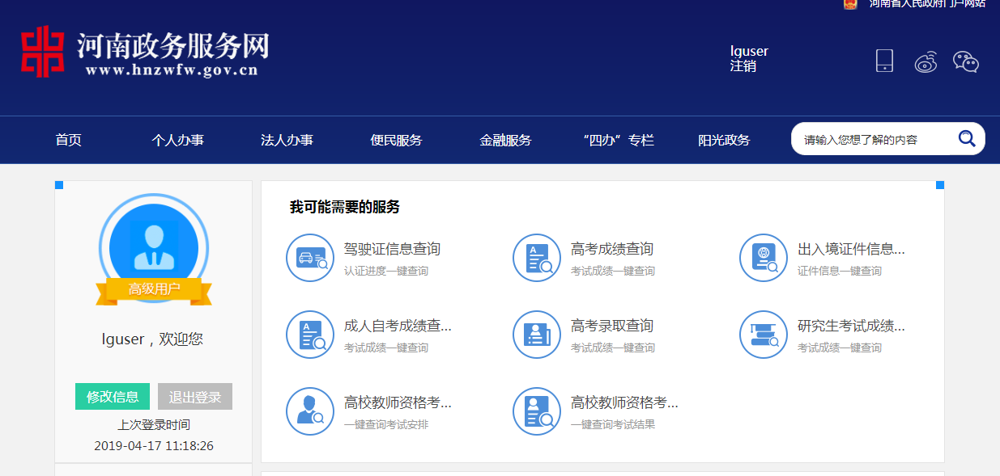 河南省人民政府门户网站
河南政务服务网
www.hnzwfw.gov.cn
lguser
注销
首页 个人办事 法人办事 便民服务 金融服务 “四办”专栏 阳光政务 请输入您想了解的内容
高级用户
lguser，欢迎您
修改信息 退出登录
上次登录时间
2019-04-17 11:18:26
我可能需要的服务
驾驶证信息查询
认证进度一键查询
高考成绩查询
考试成绩一键查询
出入境证件信息...
证件信息一键查询
成人自考成绩查...
考试成绩一键查询
高考录取查询
考试成绩一键查询
研究生考试成绩...
考试成绩一键查询
高校教师资格考...
一键查询考试安排
高校教师资格考...
一键查询考试结果